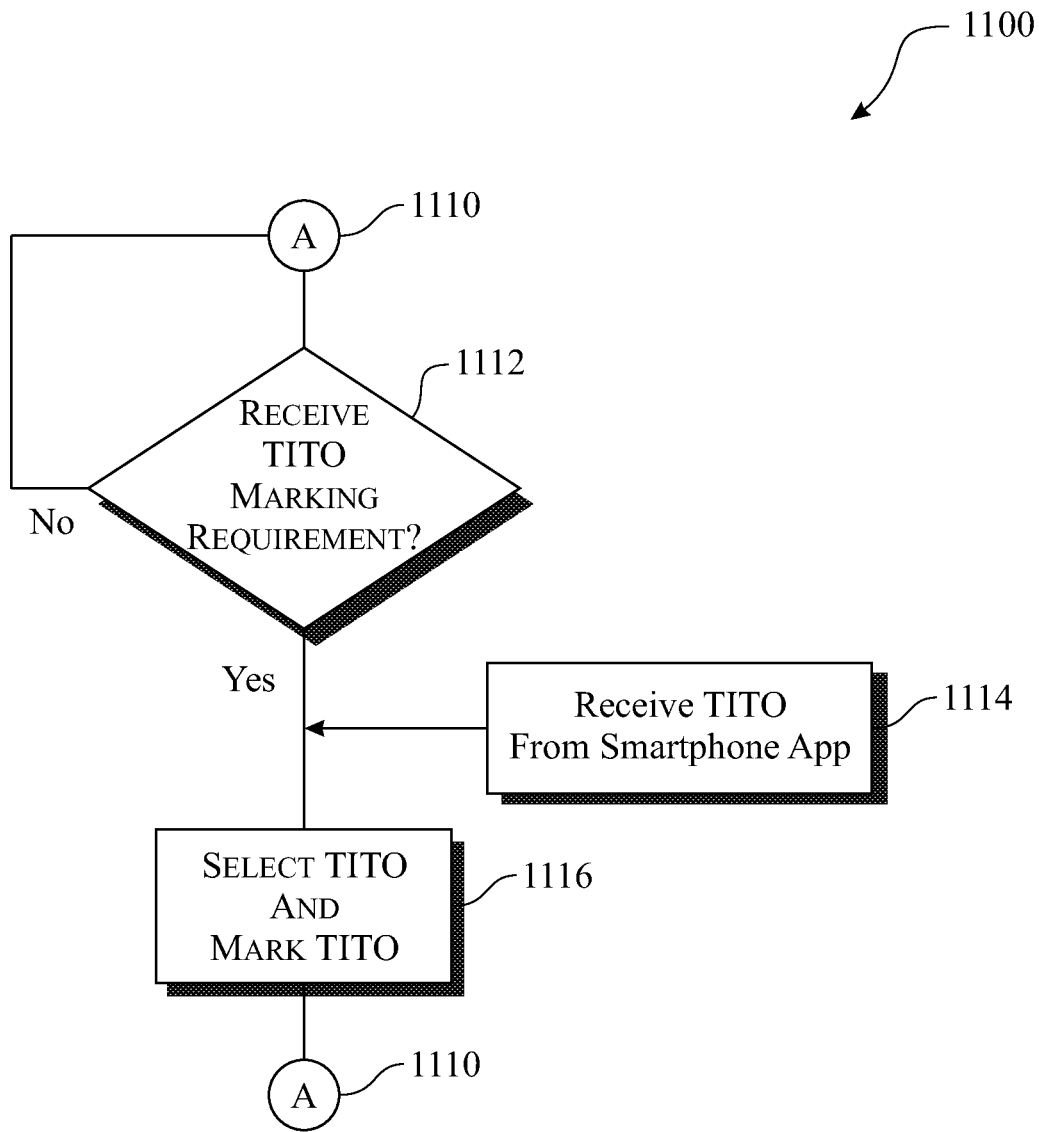 1100
A
1110
1112
RECEIVE
TITO
MARKING
REQUIREMENT?
No
Yes
Receive TITO
From Smartphone App
1114
SELECT TITO
AND
MARK TITO
1116
A
1110